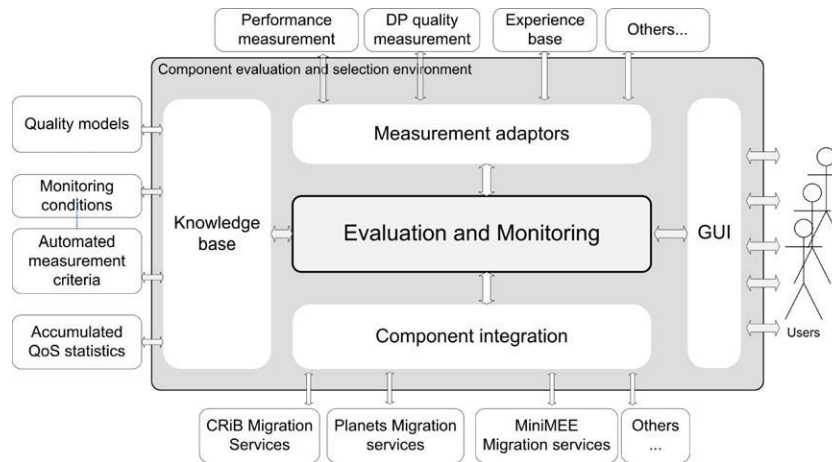 Performance
measurement
DP quality
measurement
Experience
base
Others...
Component evaluation and selection environment
Quality models
Monitoring
conditions
Automated
measurement
criteria
Accumulated
QoS statistics
Knowledge
base
Measurement adaptors
Evaluation and Monitoring
Component integration
GUI
Users
CRiB Migration
Services
Planets Migration
services
MiniMEE
Migration services
Others
...